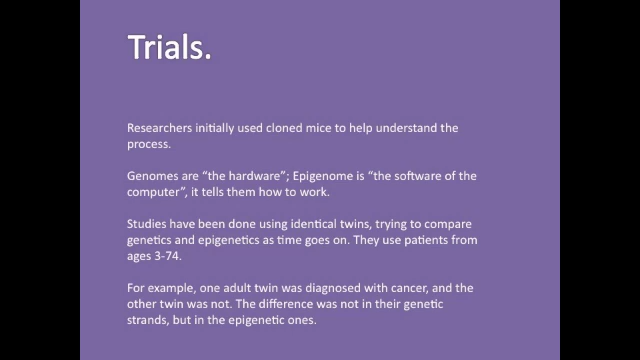 Trials.
Researchers initially used cloned mice to help understand the
process.
Genomes are “the hardware”; Epigenome is “the software of the
computer”, it tells them how to work.
Studies have been done using identical twins, trying to compare
genetics and epigenetics as time goes on. They use patients from
ages 3-74.
For example, one adult twin was diagnosed with cancer, and the
other twin was not. The difference was not in their genetic
strands, but in the epigenetic ones.